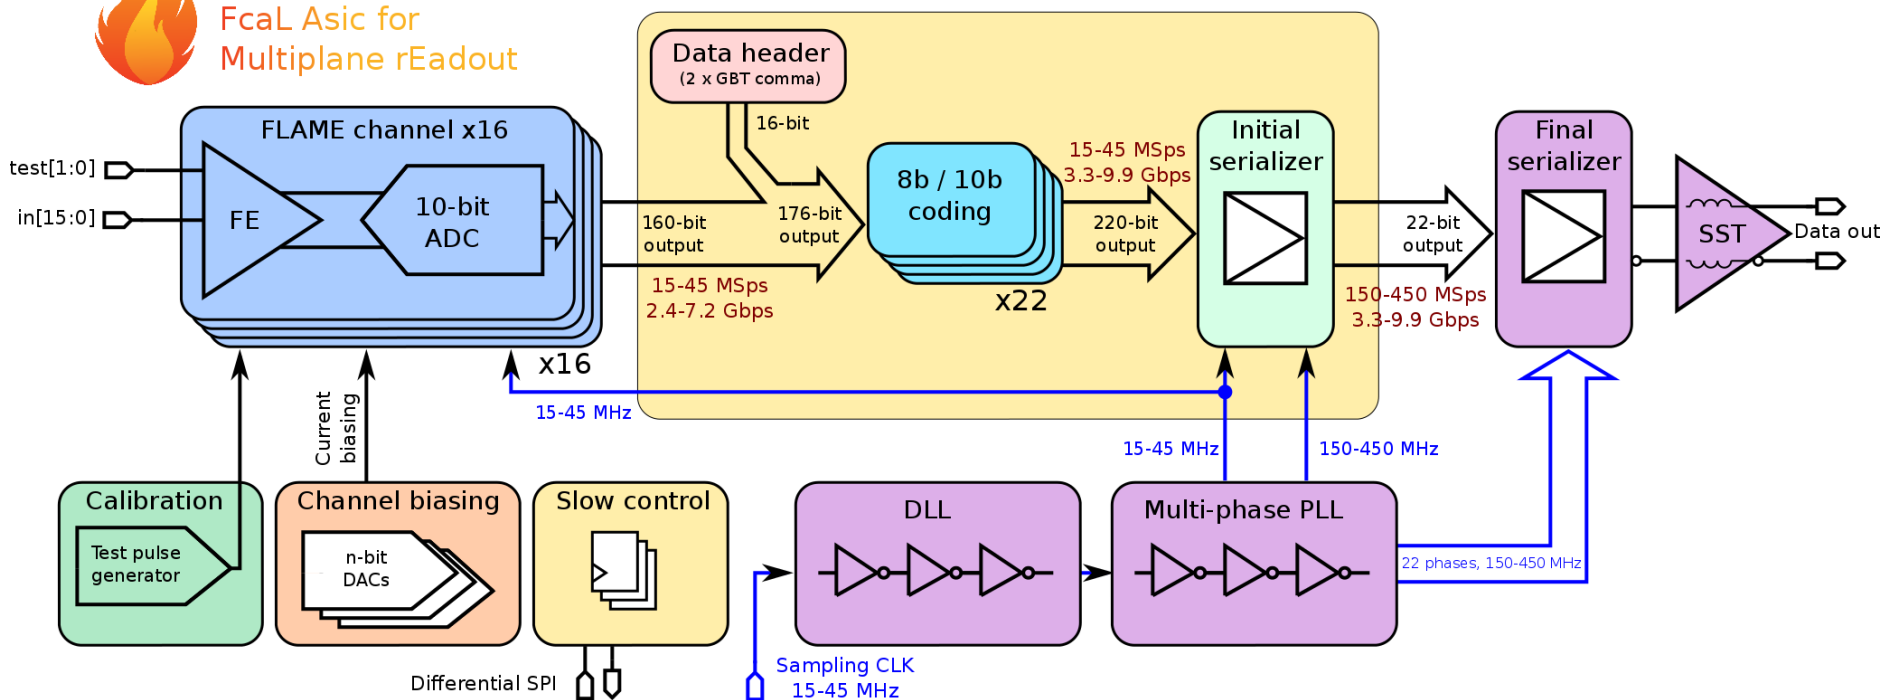 FcaL Asic for
Multiplane rEadout
Data header
(2 x GBT comma)
16-bit
FLAME channel x16
test[1:0]
in[15:0]
FE
10-bit
ADC
160-bit
output
15-45 MSps
2.4-7.2 Gbps
176-bit
output
8b / 10b
coding
x22
15-45 MSps
3.3-9.9 Gbps
220-bit
output
Initial
serializer
22-bit
output
150-450 MSps
3.3-9.9 Gbps
Final
serializer
SST
Data out
x16
15-45 MHz
Current
biasing
15-45 MHz
150-450 MHz
Calibration
Test pulse
generator
Channel biasing
n-bit
DACs
Slow control
DLL
Multi-phase PLL
22 phases, 150-450 MHz
Differential SPI
Sampling CLK
15-45 MHz